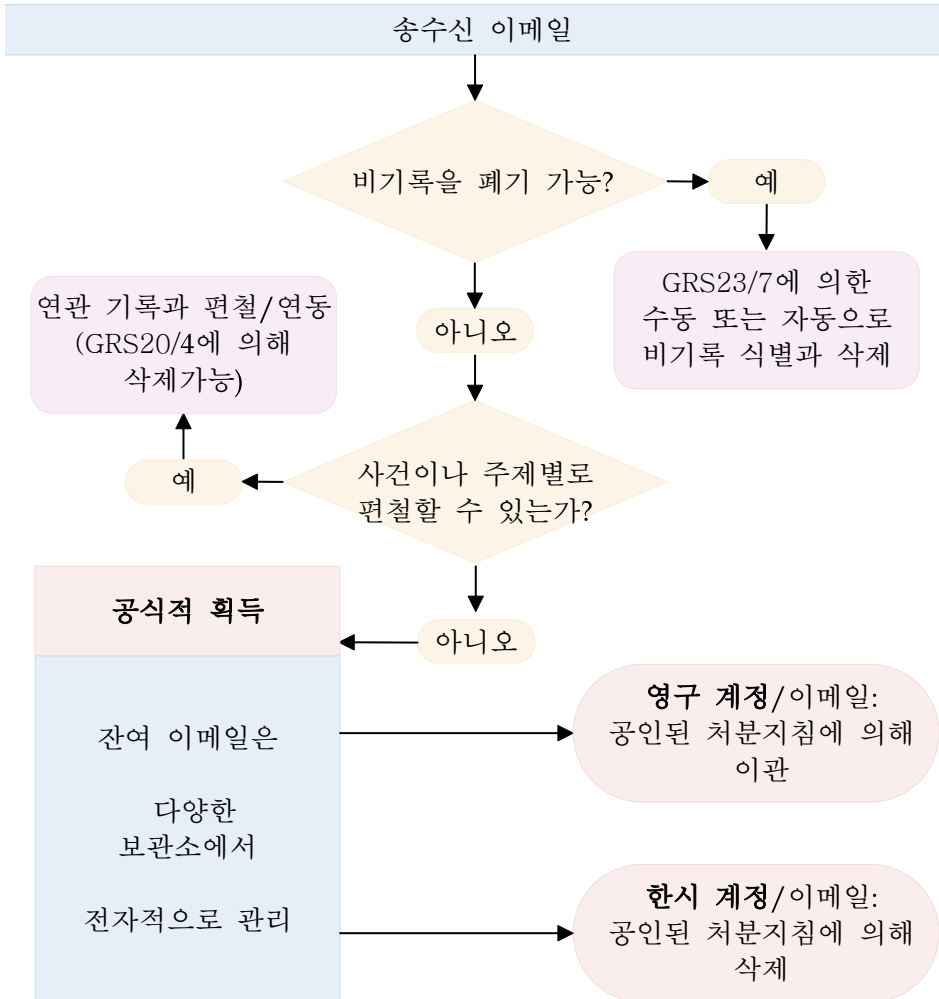 송수신 이메일
비기록을 폐기 가능?
예
GRS23/7에 의한
수동 또는 자동으로
비기록 식별과 삭제
아니오
연관 기록과 편철/연동
(GRS20/4에 의해
삭제가능)
예
사건이나 주제별로
편철할 수 있는가?
아니오
공식적 획득
잔여 이메일은
다양한
보관소에서
전자적으로 관리
영구 계정/이메일:
공인된 처분지침에 의해
이관
한시 계정/이메일:
공인된 처분지침에 의해
삭제